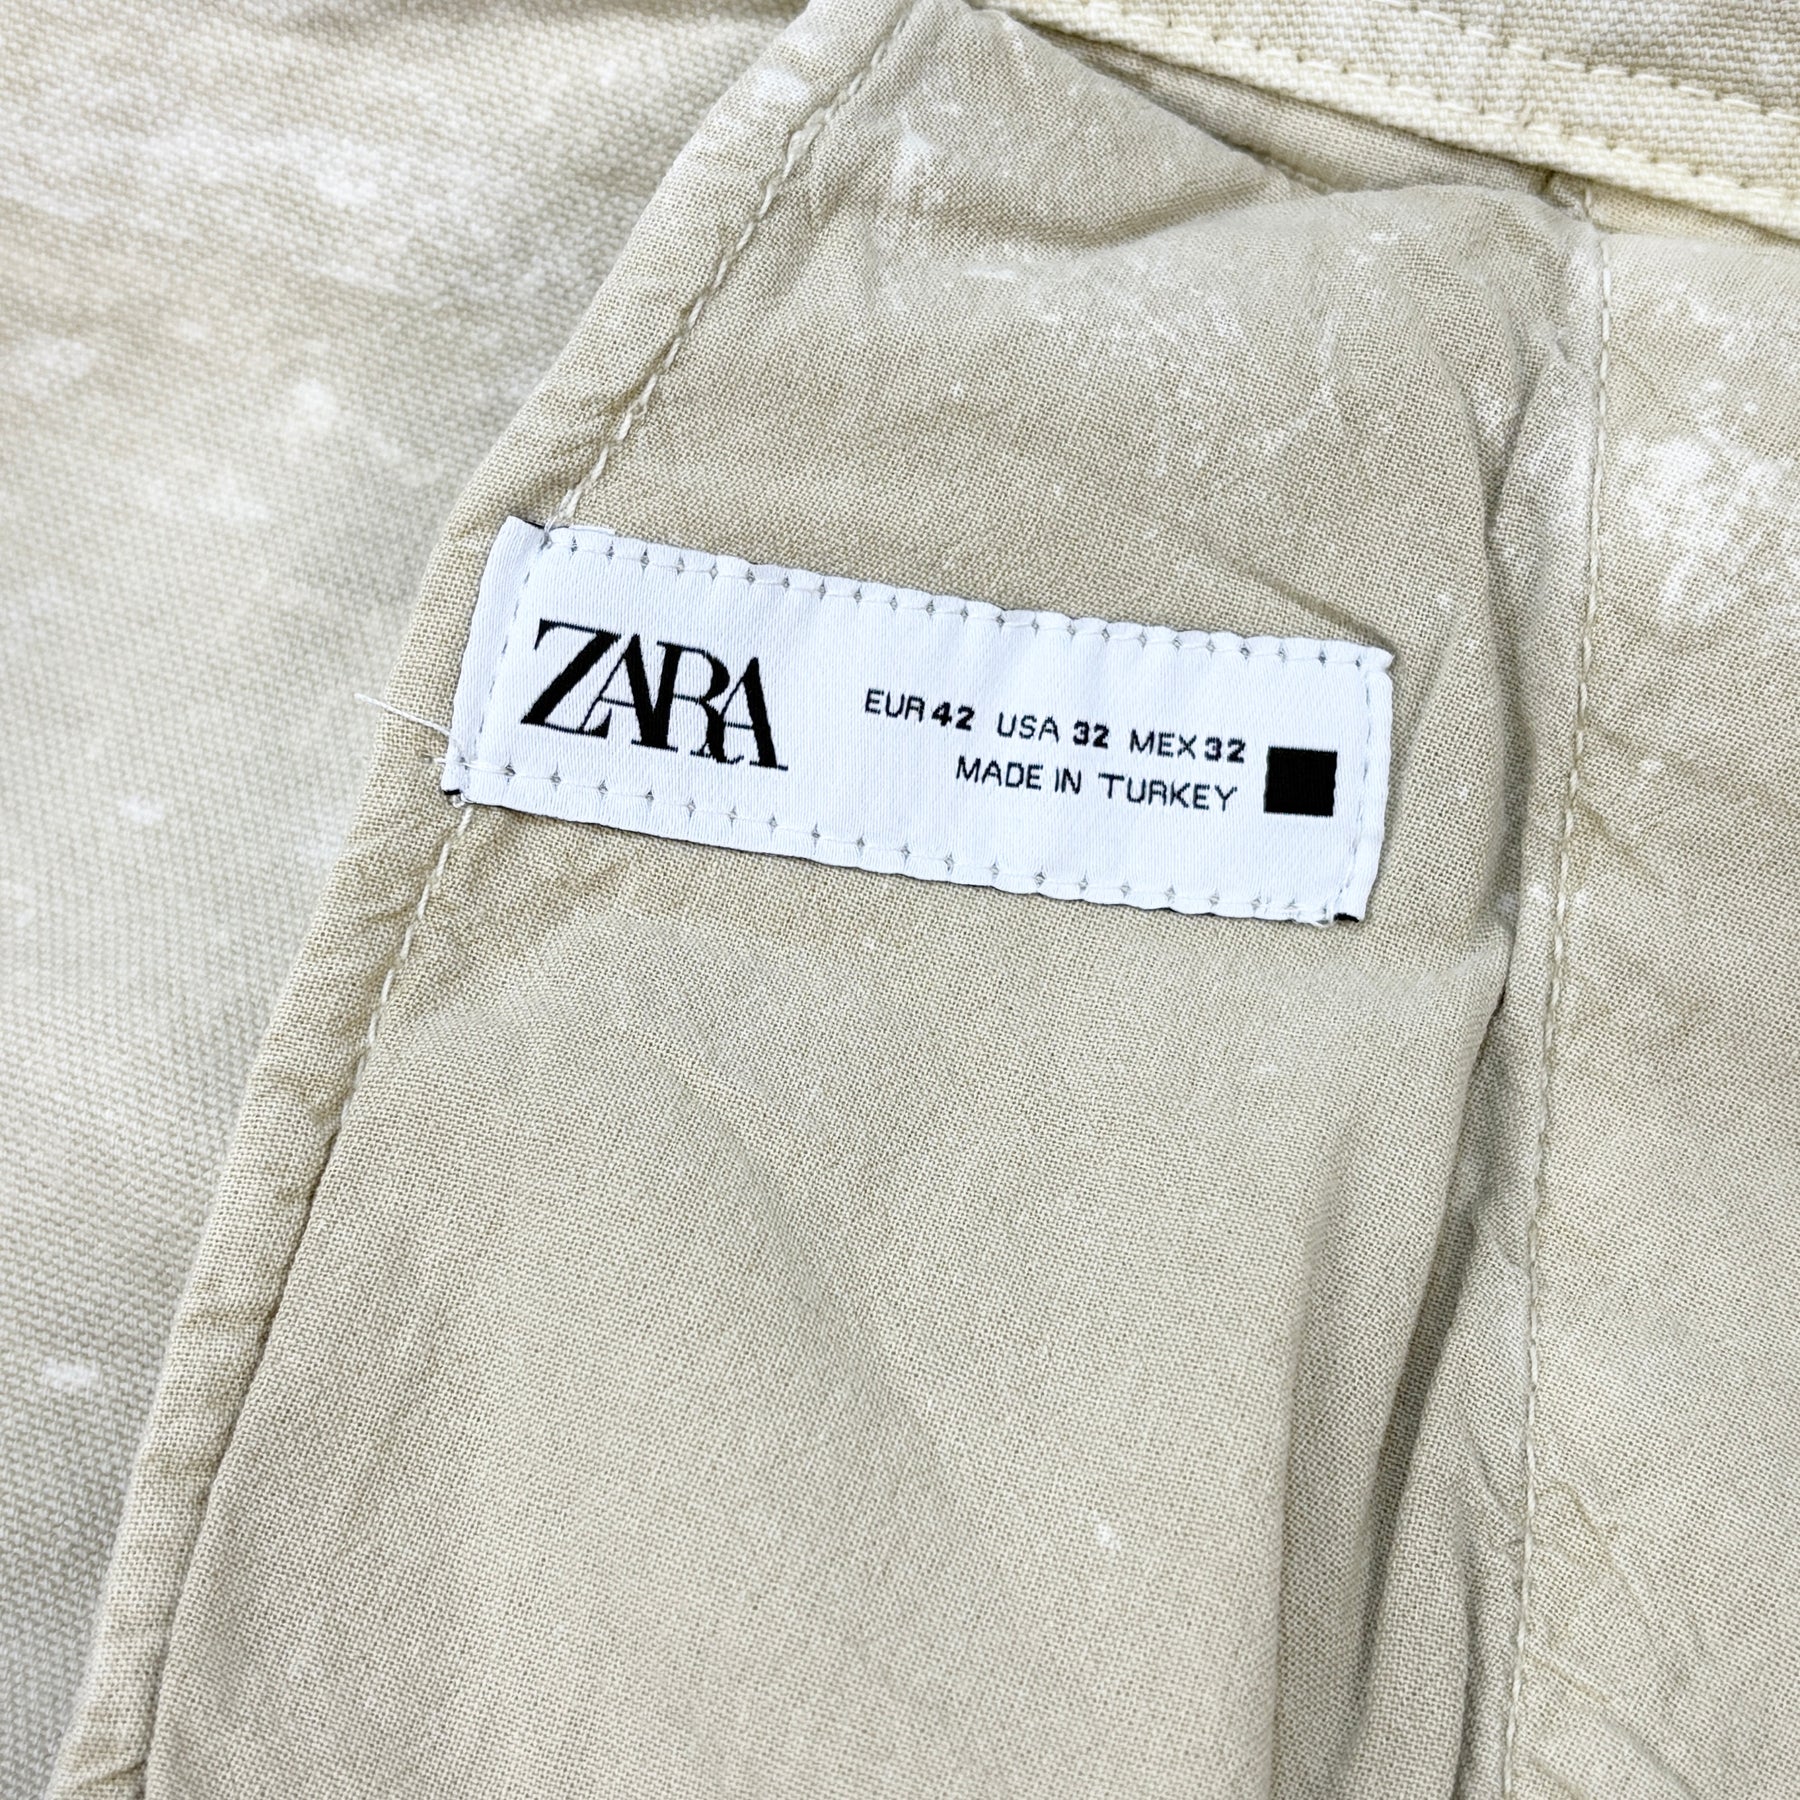 ZARA
EUR 42 USA 32 MEX 32
MADE IN TURKEY